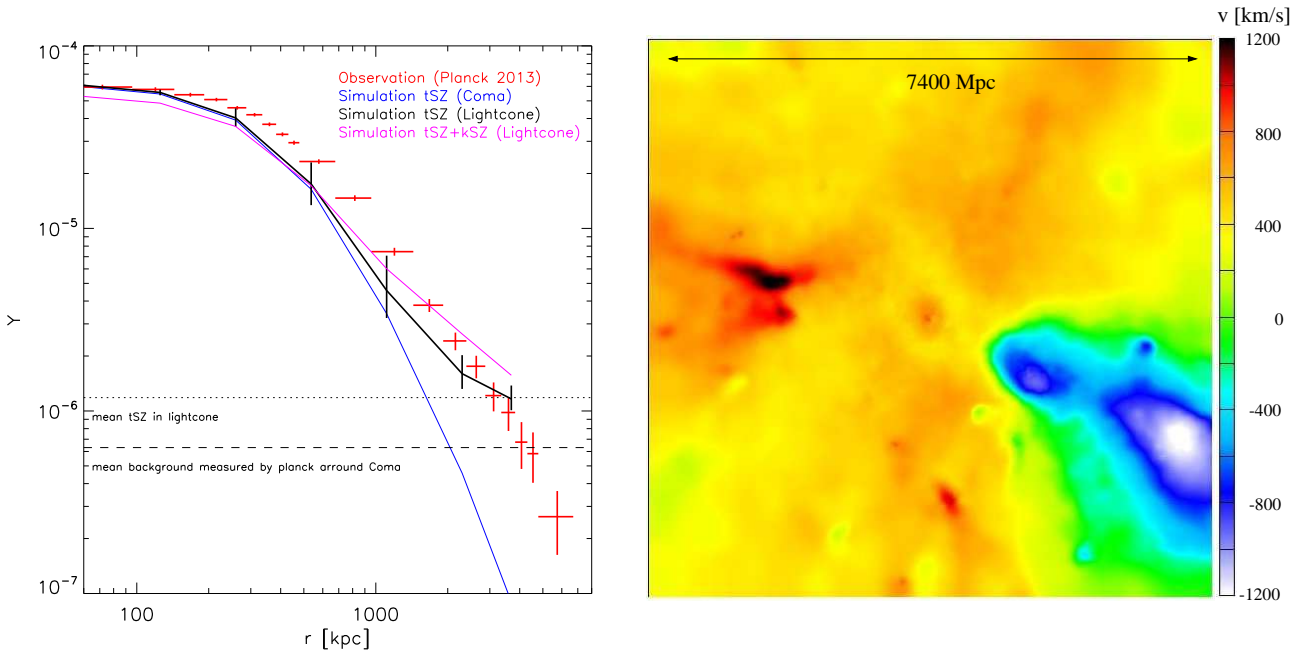 10^-4
10^-5
10^-6
10^-7
Y
Observation (Planck 2013)
Simulation tSZ (Coma)
Simulation tSZ (Lightcone)
Simulation tSZ+kSZ (Lightcone)
mean tSZ in lightcone
mean background measured by planck arround Coma
100
1000
r [kpc]
7400 Mpc
v [km/s]
1200
800
400
0
-400
-800
-1200